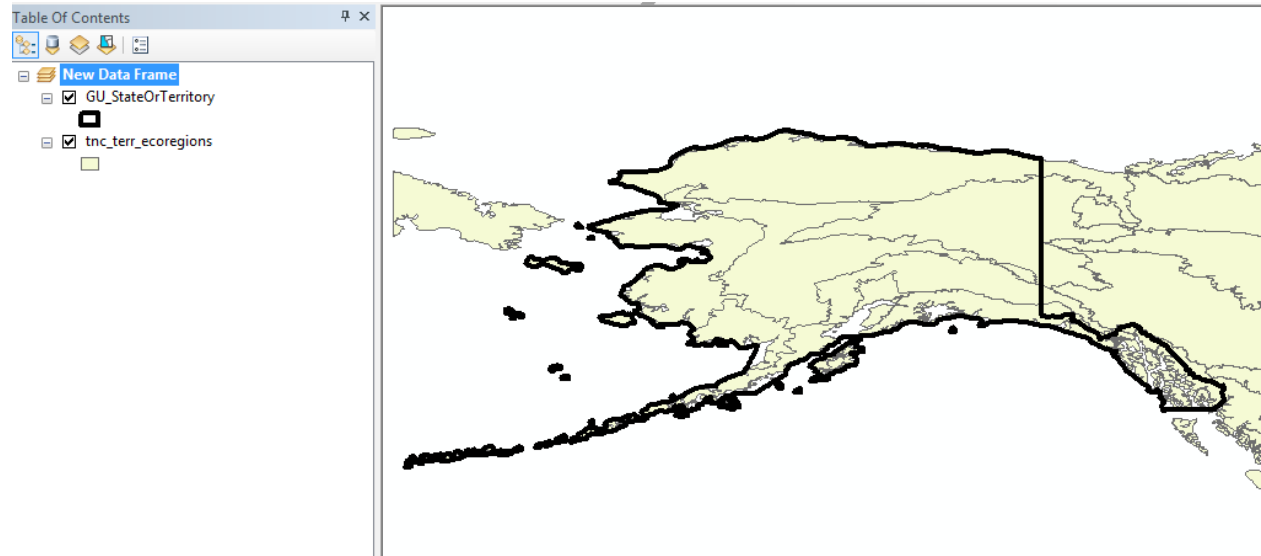 Table Of Contents
New Data Frame
GU_StateOrTerritory
tnc_terr_ecoregions